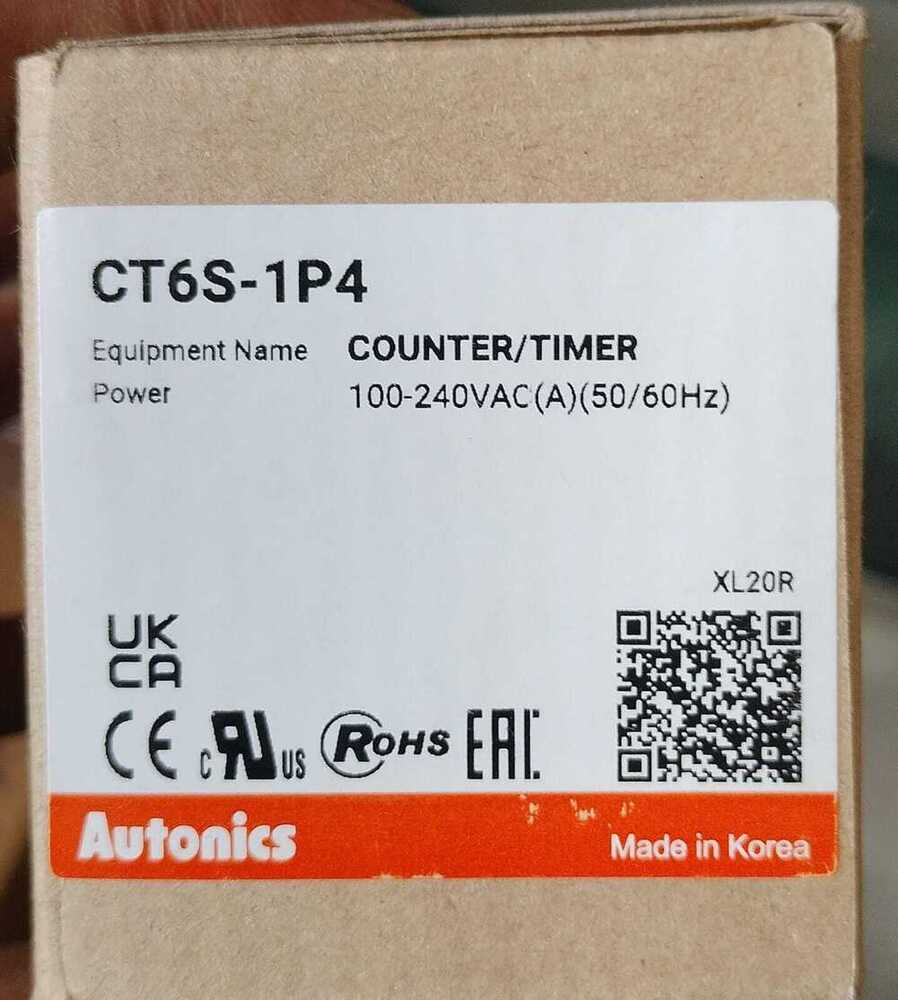 CT6S-1P4
Equipment Name COUNTER/TIMER
Power 100-240VAC(A)(50/60Hz)
XL20R
UK
CA
CE c RU US RoHS EAC
Autonics Made in Korea